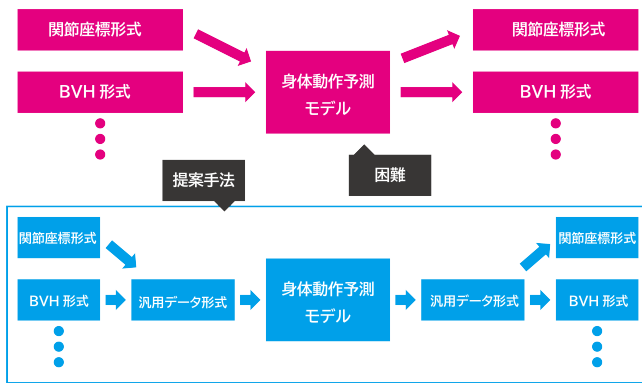 関節座標形式
BVH 形式
身体動作予測
モデル
関節座標形式
BVH 形式
困難
提案手法
関節座標形式
BVH 形式
汎用データ形式
身体動作予測
モデル
汎用データ形式
関節座標形式
BVH 形式